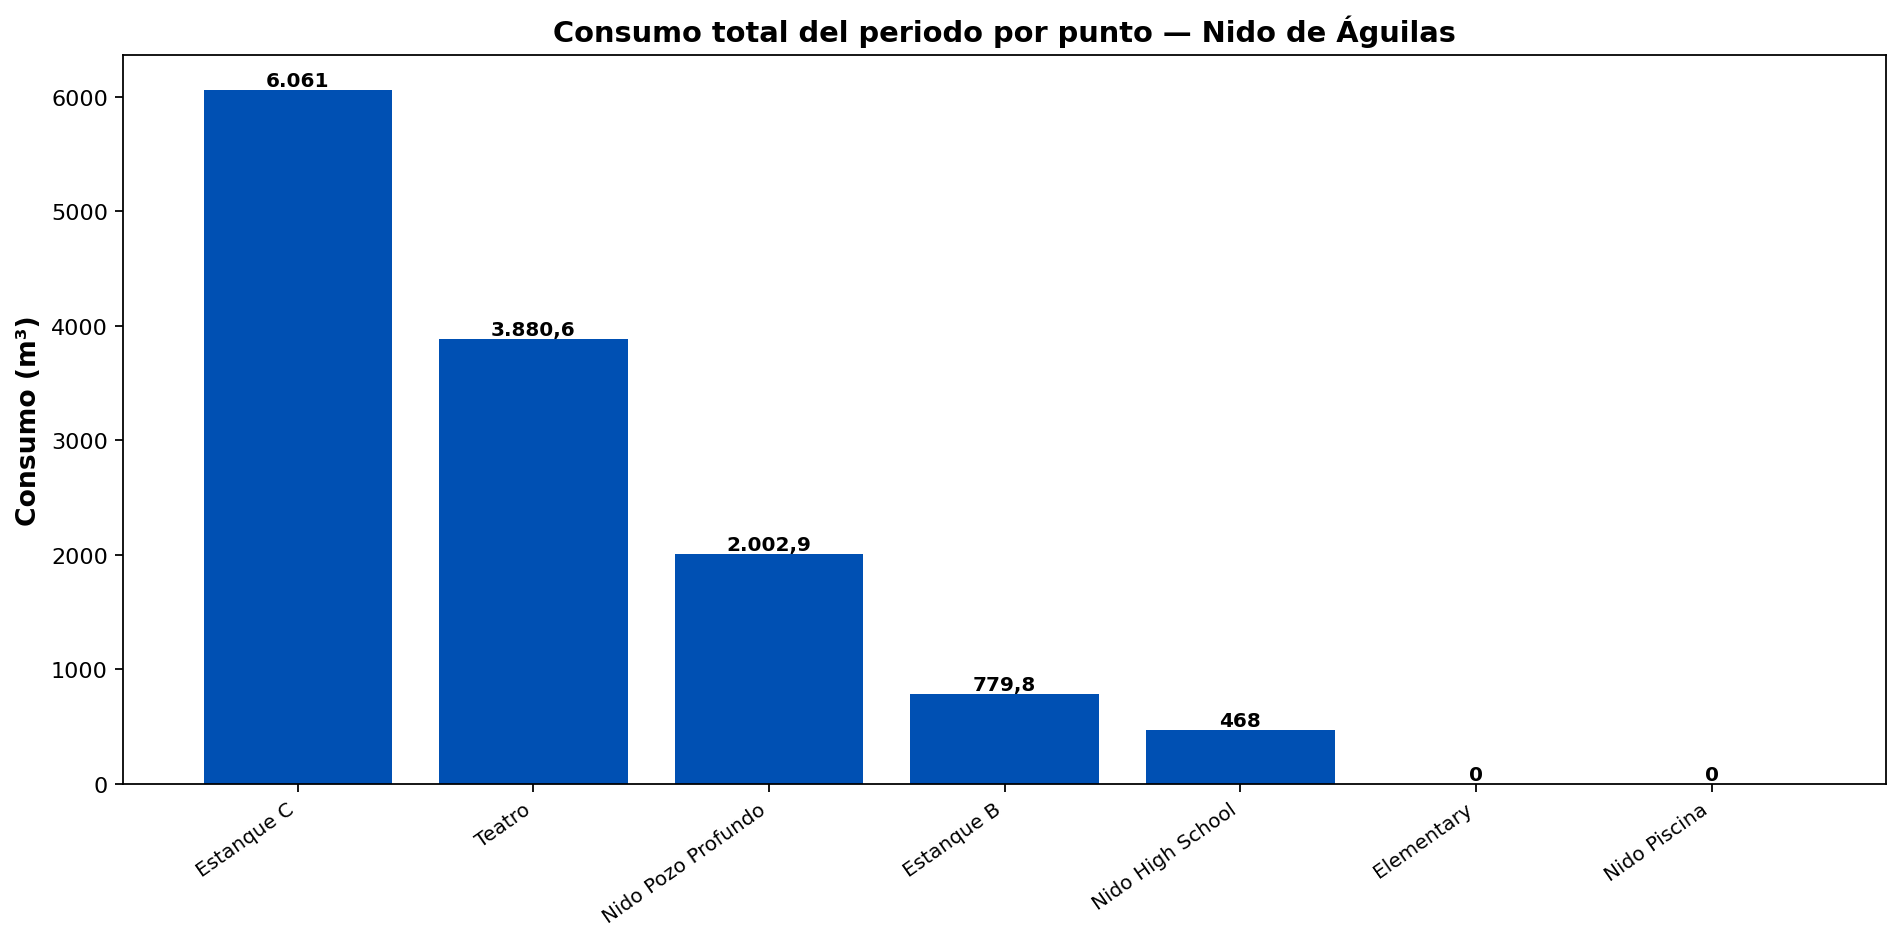 Consumo total del periodo por punto — Nido de Águilas
Consumo (m³)
6000
5000
4000
3000
2000
1000
0
6.061
3.880,6
2.002,9
779,8
468
0
0
Estanque C
Teatro
Nido Pozo Profundo
Estanque B
Nido High School
Elementary
Nido Piscina